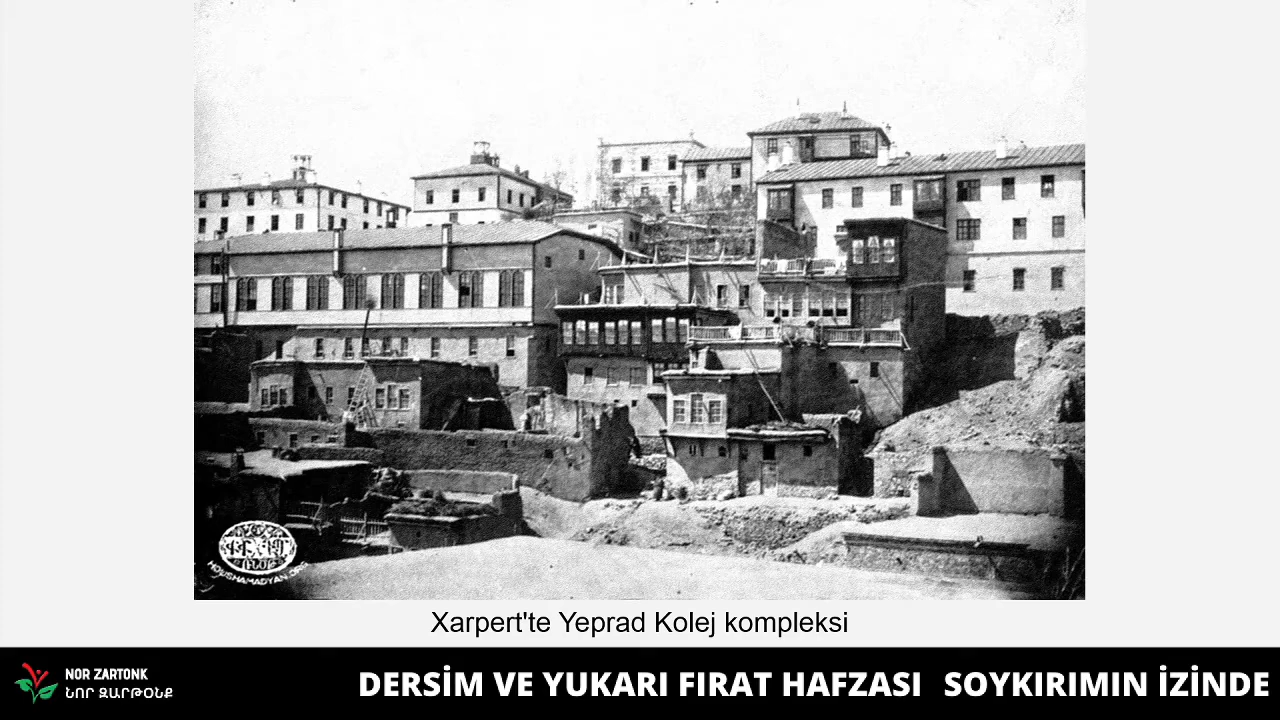 HOUSHAMADYAN.ORG
Xarpert'te Yeprad Kolej kompleksi
NOR ZARTONK
ՆՈՐ ԶԱՐԹՕՆՔ
DERSİM VE YUKARI FIRAT HAFZASI SOYKIRIMIN İZİNDE